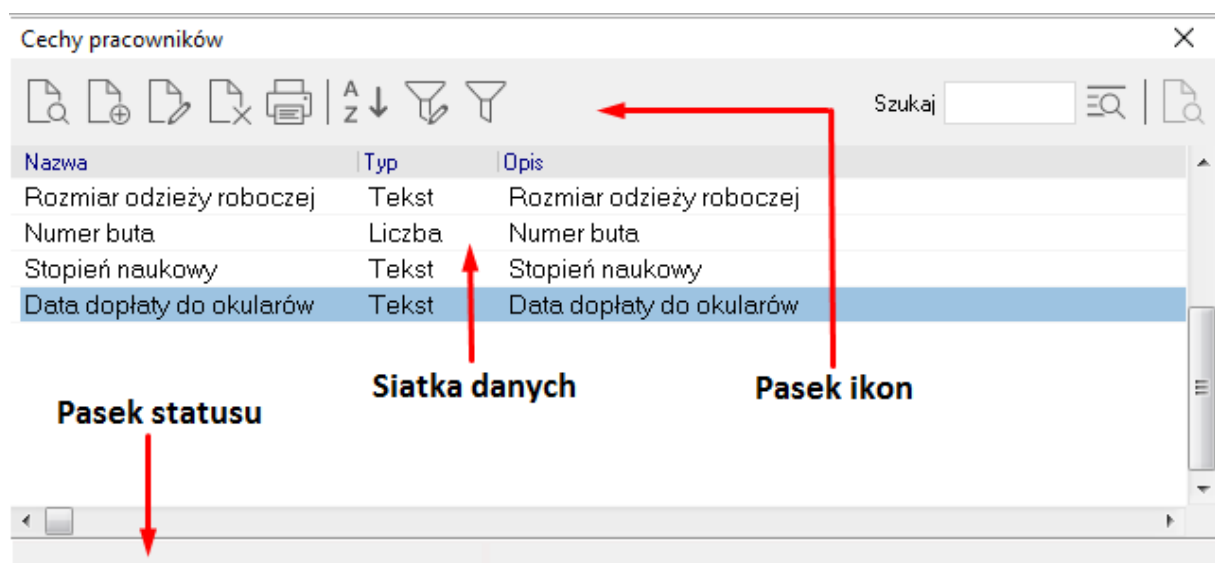 Cechy pracowników
A
Z
Szukaj
Nazwa Typ Opis
Rozmiar odzieży roboczej Tekst Rozmiar odzieży roboczej
Numer buta Liczba Numer buta
Stopień naukowy Tekst Stopień naukowy
Data dopłaty do okularów Tekst Data dopłaty do okularów
Siatka danych Pasek ikon
Pasek statusu